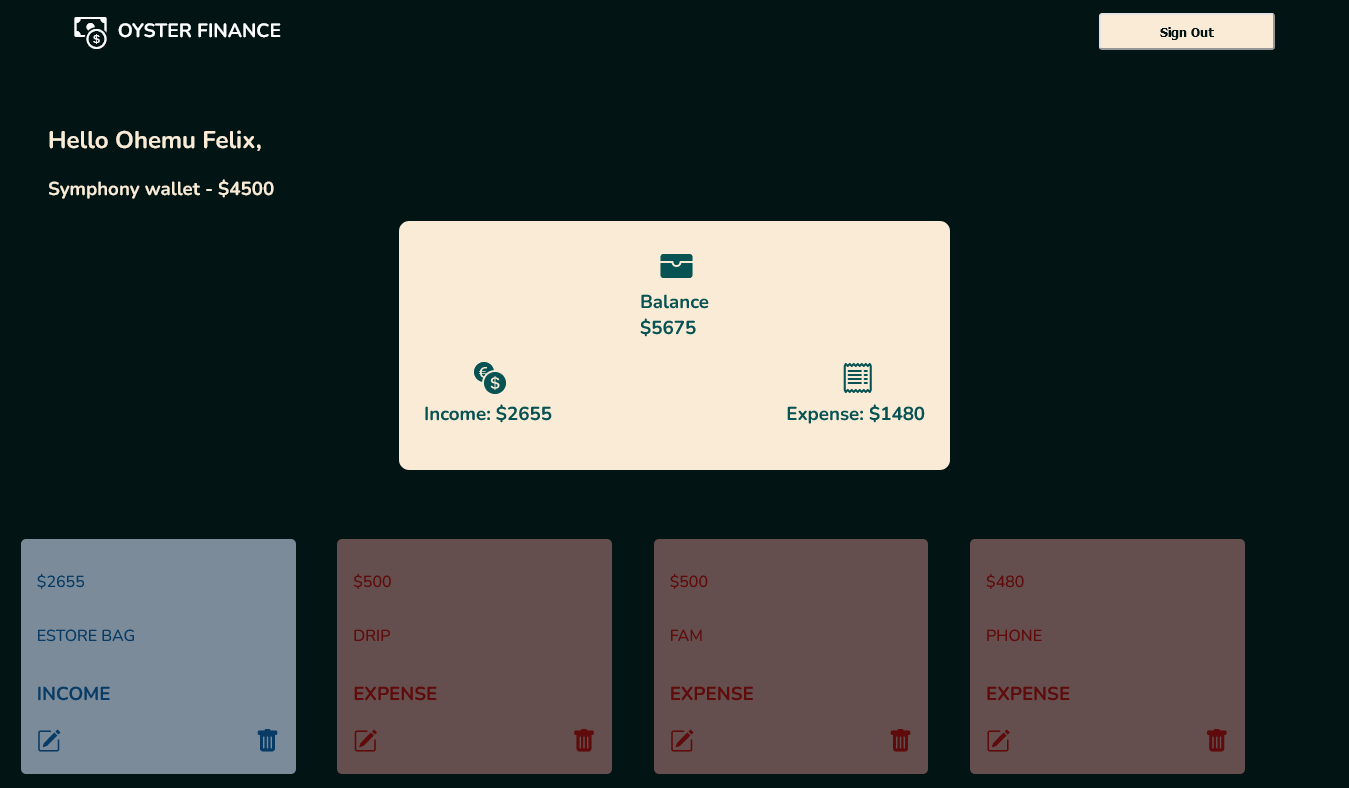 OYSTER FINANCE
Sign Out
Hello Ohemu Felix,
Symphony wallet - $4500
Balance
$5675
Income: $2655
Expense: $1480
$2655
ESTORE BAG
INCOME
$500
DRIP
EXPENSE
$500
FAM
EXPENSE
$480
PHONE
EXPENSE